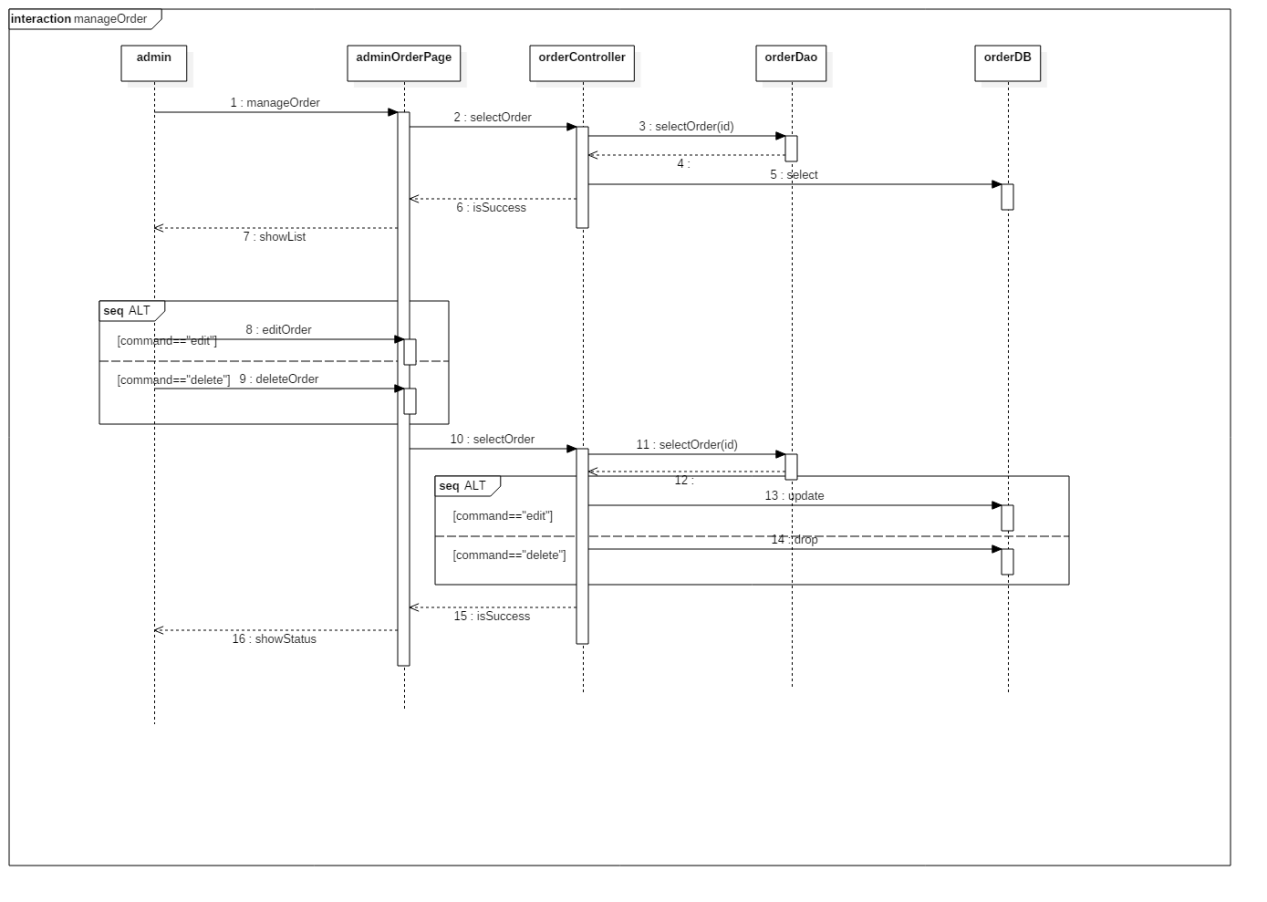 interaction manageOrder
admin
adminOrderPage
orderController
orderDao
orderDB
1 : manageOrder
2 : selectOrder
3 : selectOrder(id)
4 :
5 : select
6 : isSuccess
7 : showList
seq ALT
8 : editOrder
[command=="edit"]
[command=="delete"]
9 : deleteOrder
10 : selectOrder
11 : selectOrder(id)
12 :
seq ALT
13 : update
[command=="edit"]
14 : drop
[command=="delete"]
15 : isSuccess
16 : showStatus